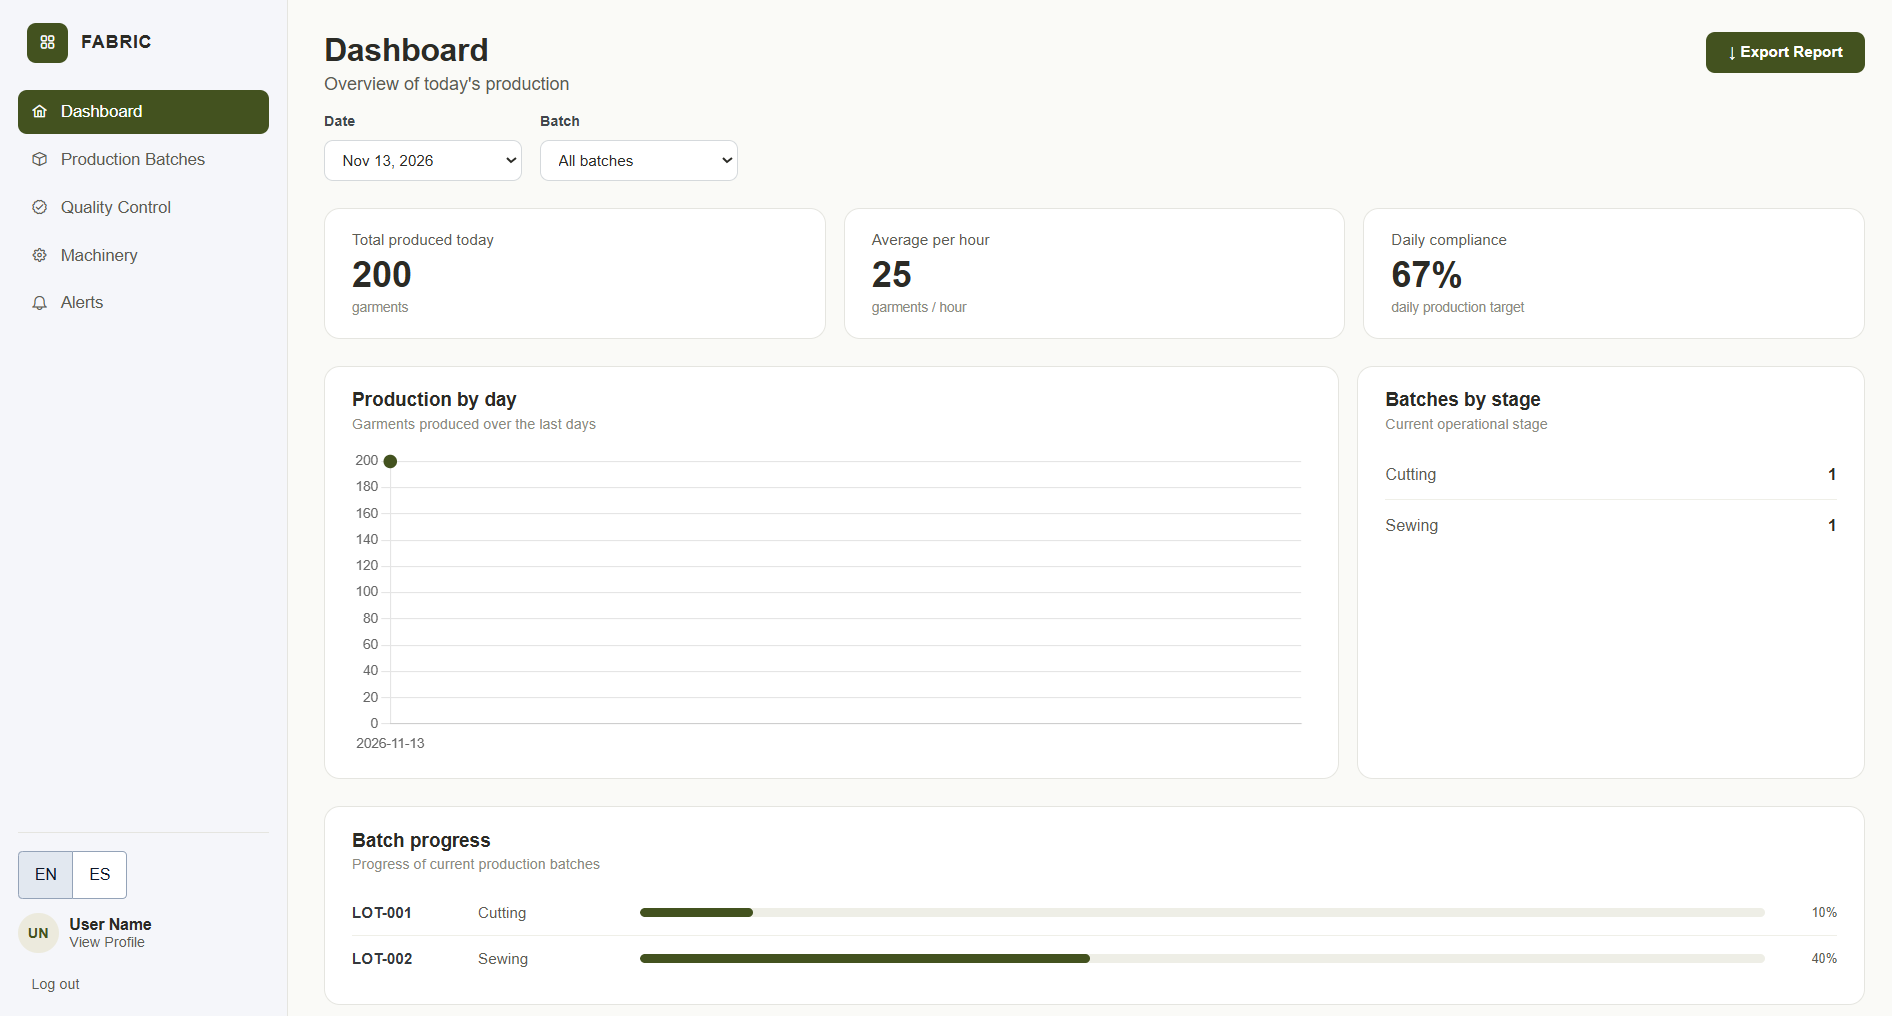 FABRIC
Dashboard
Production Batches
Quality Control
Machinery
Alerts
EN ES
UN
User Name
View Profile
Log out
Dashboard
Overview of today's production
↓ Export Report
Date Batch
Nov 13, 2026 All batches
Total produced today
200
garments
Average per hour
25
garments / hour
Daily compliance
67%
daily production target
Production by day
Garments produced over the last days
200
180
160
140
120
100
80
60
40
20
0
2026-11-13
Batches by stage
Current operational stage
Cutting 1
Sewing 1
Batch progress
Progress of current production batches
LOT-001 Cutting 10%
LOT-002 Sewing 40%